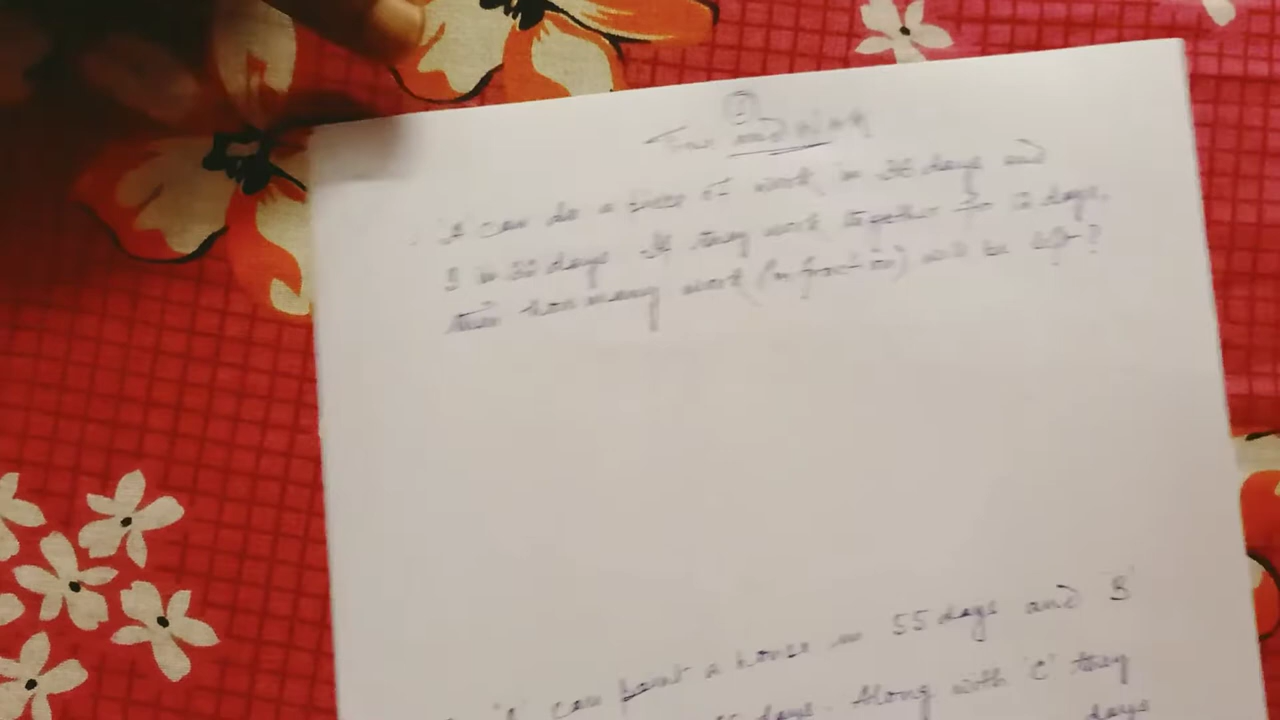 and Work
'A' can do a piece of work in days and
B in days If they work together for days.
then how many work (in fraction) will be left?
'A' can paint a house in 55 days and 'B'
days. Along with 'C' they
days